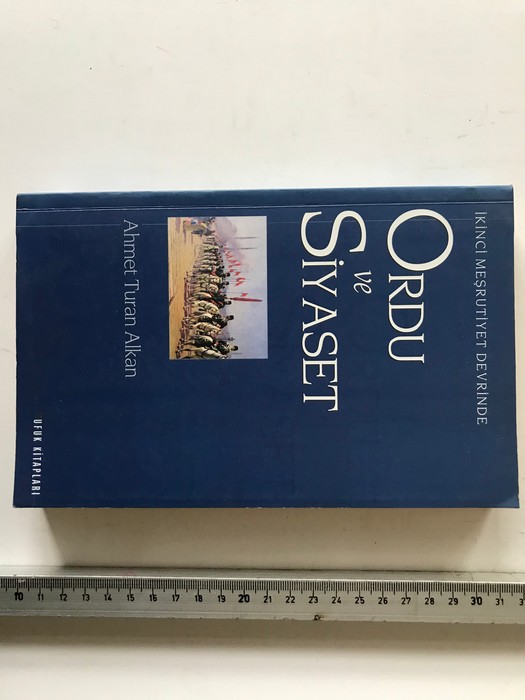 İKİNCİ MEŞRUTİYET DEVRİNDE
ORDU
ve
SİYASET
Ahmet Turan Alkan
UFUK KİTAPLARI
10 11 12 13 14 15 16 17 18 19 20 21 22 23 24 25 26 27 28 29 30 31